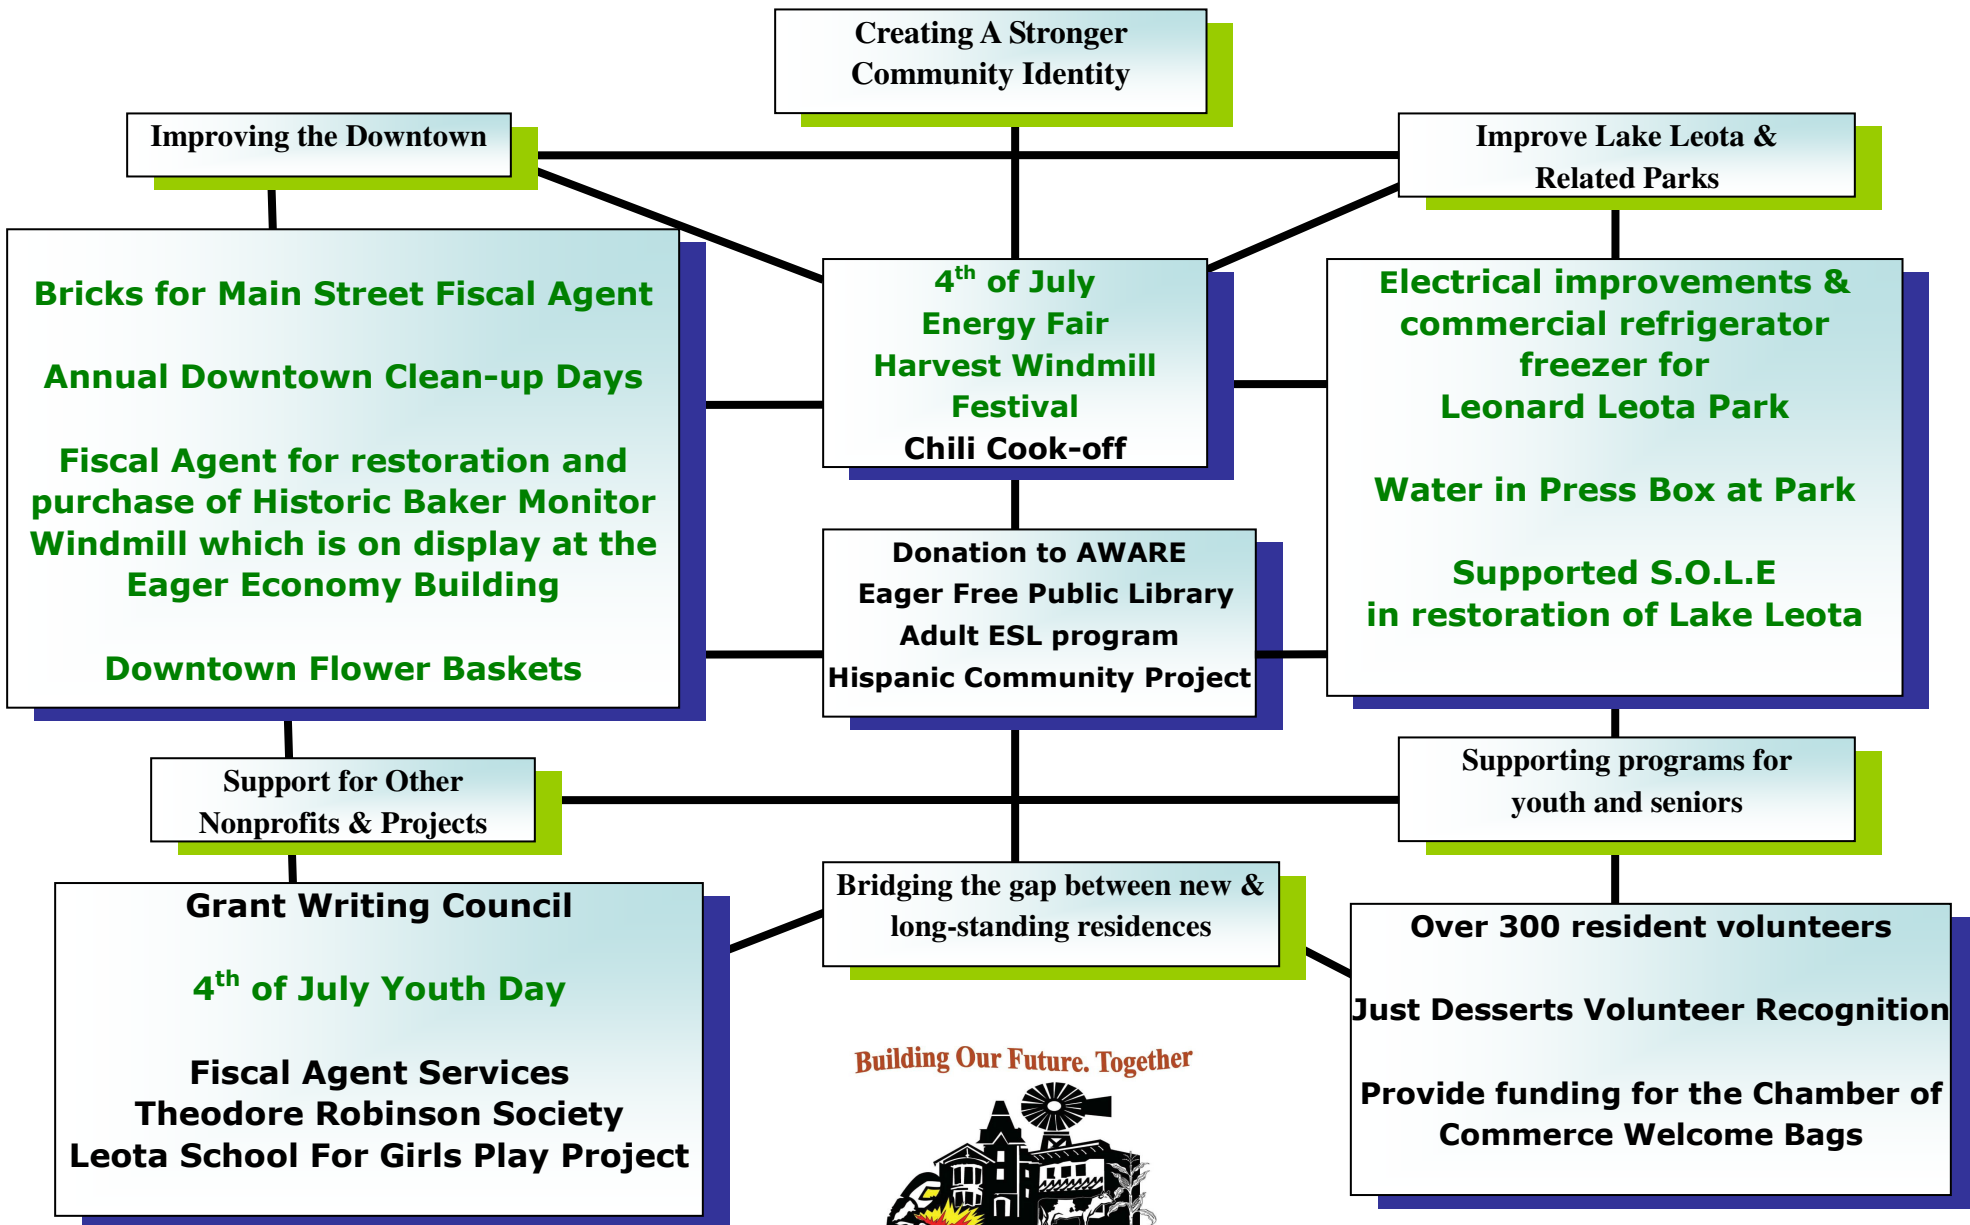 Creating A Stronger
Community Identity
Improving the Downtown
Improve Lake Leota &
Related Parks
Bricks for Main Street Fiscal Agent
Annual Downtown Clean-up Days
Fiscal Agent for restoration and
purchase of Historic Baker Monitor
Windmill which is on display at the
Eager Economy Building
Downtown Flower Baskets
4th of July
Energy Fair
Harvest Windmill
Festival
Chili Cook-off
Electrical improvements &
commercial refrigerator
freezer for
Leonard Leota Park
Water in Press Box at Park
Supported S.O.L.E
in restoration of Lake Leota
Donation to AWARE
Eager Free Public Library
Adult ESL program
Hispanic Community Project
Support for Other
Nonprofits & Projects
Supporting programs for
youth and seniors
Bridging the gap between new &
long-standing residences
Grant Writing Council
4th of July Youth Day
Fiscal Agent Services
Theodore Robinson Society
Leota School For Girls Play Project
Over 300 resident volunteers
Just Desserts Volunteer Recognition
Provide funding for the Chamber of
Commerce Welcome Bags
Building Our Future. Together